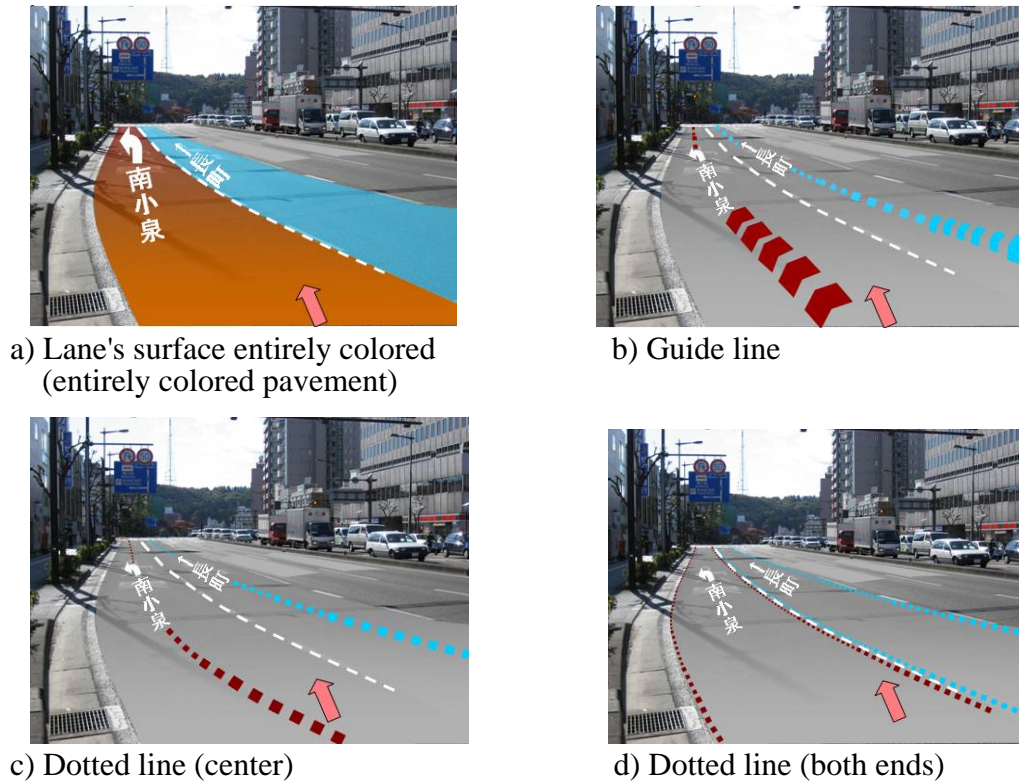 南小泉
←長町
a) Lane's surface entirely colored
(entirely colored pavement)
南小泉
←長町
b) Guide line
南小泉
←長町
c) Dotted line (center)
南小泉
←長町
d) Dotted line (both ends)